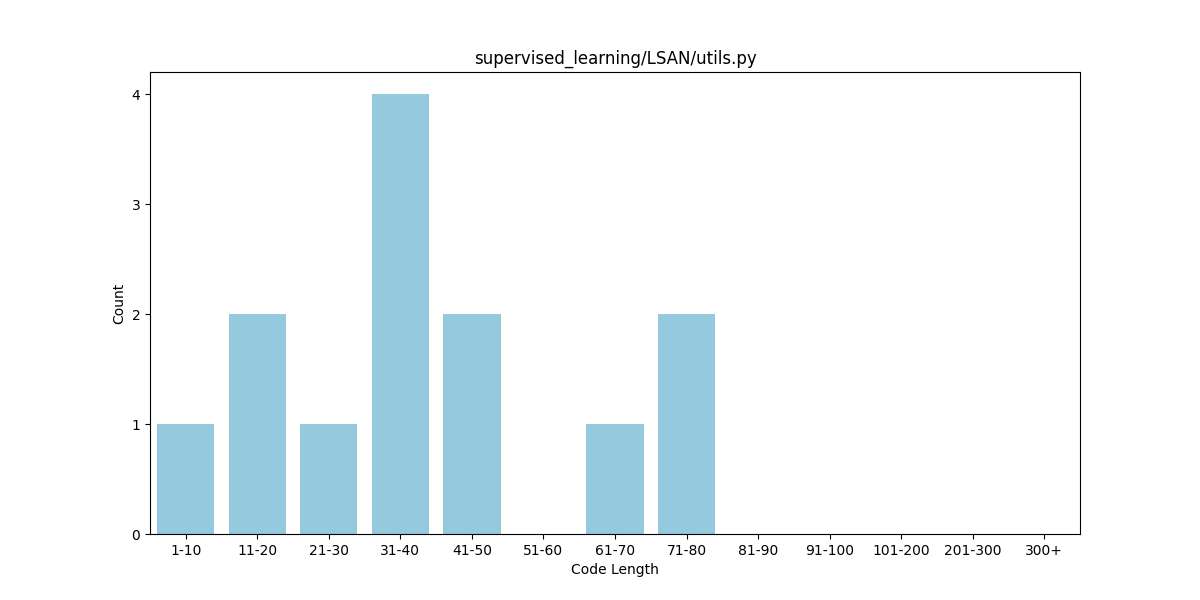 supervised_learning/LSAN/utils.py
Count
4
3
2
1
0
1-10 11-20 21-30 31-40 41-50 51-60 61-70 71-80 81-90 91-100 101-200 201-300 300+
Code Length